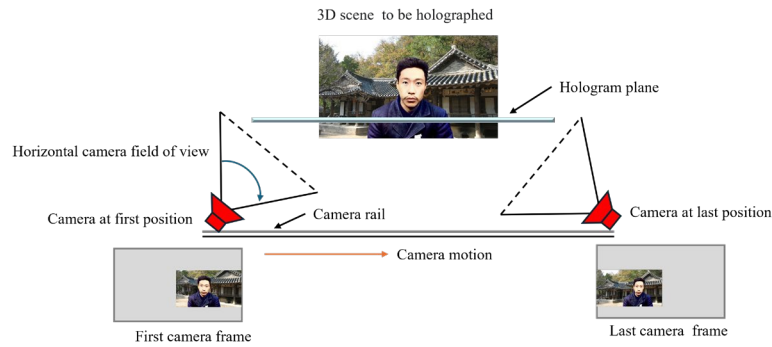 3D scene to be holographed
Hologram plane
Horizontal camera field of view
Camera at first position
Camera rail
Camera at last position
Camera motion
First camera frame
Last camera frame